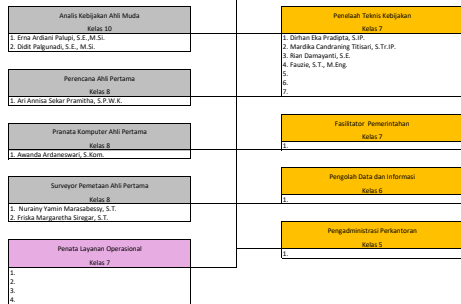 Analis Kebijakan Ahli Muda
Kelas 10
1. Erna Ardiani Palupi, S.E.,M.Si.
2. Didit Palgunadi, S.E., M.Si.
Perencana Ahli Pertama
Kelas 8
1. Ari Annisa Sekar Pramitha, S.P.W.K.
Pranata Komputer Ahli Pertama
Kelas 8
1. Awanda Ardaneswari, S.Kom.
Surveyor Pemetaan Ahli Pertama
Kelas 8
1. Nurainy Yamin Marasabessy, S.T.
2. Friska Margaretha Siregar, S.T.
Penata Layanan Operasional
Kelas 7
1.
2.
3.
4.
Penelaah Teknis Kebijakan
Kelas 7
1. Dirhan Eka Pradipta, S.IP.
2. Mardika Candraning Titisari, S.Tr.IP.
3. Rian Damayanti, S.E.
4. Fauzie, S.T., M.Eng.
5.
6.
7.
Fasilitator Pemerintahan
Kelas 7
1.
Pengolah Data dan Informasi
Kelas 6
1.
Pengadministrasi Perkantoran
Kelas 5
1.